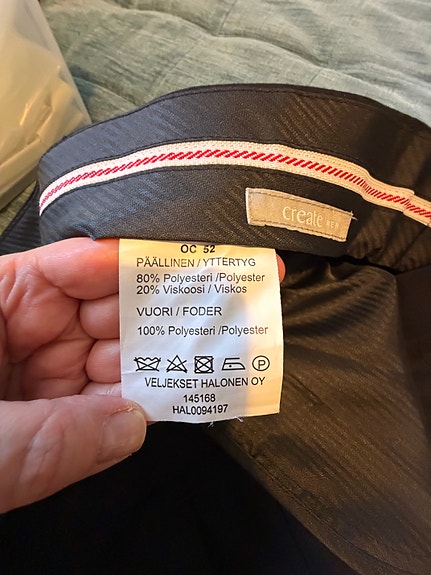 create MEN
OC 52
PÄÄLLINEN / YTTERTYG
80% Polyesteri /Polyester
20% Viskoosi / Viskos
VUORI / FODER
100% Polyesteri /Polyester
P
VELJEKSET HALONEN OY
145168
HAL0094197